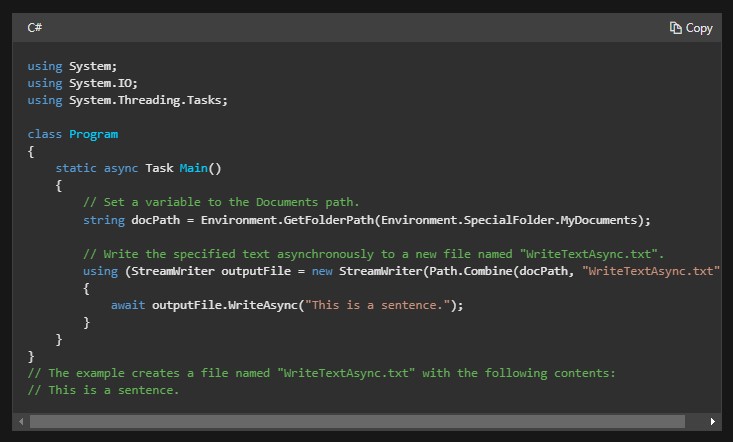 C#
Copy
using System;
using System.IO;
using System.Threading.Tasks;
class Program
{
    static async Task Main()
    {
        // Set a variable to the Documents path.
        string docPath = Environment.GetFolderPath(Environment.SpecialFolder.MyDocuments);
        // Write the specified text asynchronously to a new file named "WriteTextAsync.txt".
        using (StreamWriter outputFile = new StreamWriter(Path.Combine(docPath, "WriteTextAsync.txt"
        {
            await outputFile.WriteAsync("This is a sentence.");
        }
    }
}
// The example creates a file named "WriteTextAsync.txt" with the following contents:
// This is a sentence.